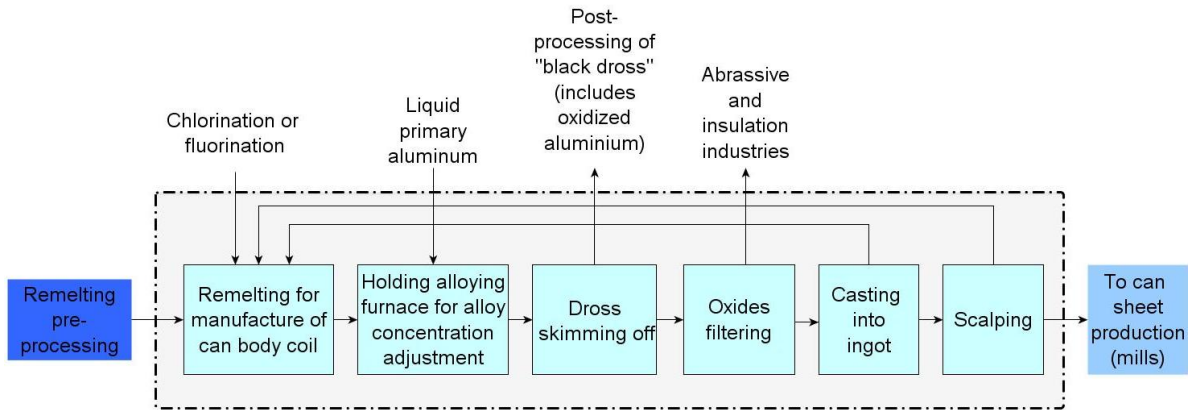 Post-
processing of
"black dross"
(includes
oxidized
aluminium)
Abrassive
and
insulation
industries
Liquid
primary
aluminum
Chlorination or
fluorination
Remelting
pre-
processing
Remelting for
manufacture of
can body coil
Holding alloying
furnace for alloy
concentration
adjustment
Dross
skimming off
Oxides
filtering
Casting
into
ingot
Scalping
To can
sheet
production
(mills)